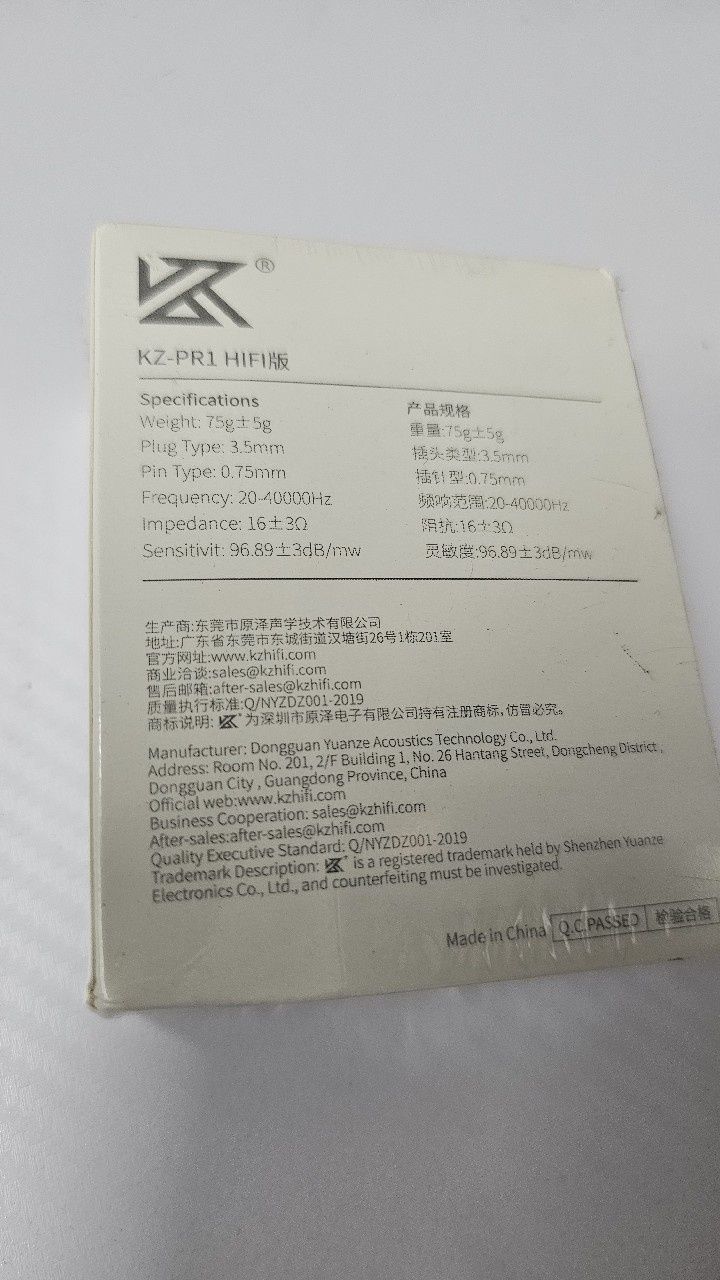 KZ ®
KZ-PR1 HIFI版
Specifications
Weight: 75g±5g
Plug Type: 3.5mm
Pin Type: 0.75mm
Frequency: 20-40000Hz
Impedance: 16±3Ω
Sensitivit: 96.89±3dB/mw
产品规格
重量:75g±5g
插头类型:3.5mm
插针型:0.75mm
频响范围:20-40000Hz
阻抗:16±3Ω
灵敏度:96.89±3dB/mw
生产商:东莞市原泽声学技术有限公司
地址:广东省东莞市东城街道汉塘街26号1栋201室
官方网址:www.kzhifi.com
商业洽谈:sales@kzhifi.com
售后邮箱:after-sales@kzhifi.com
质量执行标准:Q/NYZDZ001-2019
商标说明: KZ 为深圳市原泽电子有限公司持有注册商标,仿冒必究。
Manufacturer: Dongguan Yuanze Acoustics Technology Co., Ltd.
Address: Room No. 201, 2/F Building 1, No. 26 Hantang Street, Dongcheng District ,
Dongguan City , Guangdong Province, China
Official web:www.kzhifi.com
Business Cooperation: sales@kzhifi.com
After-sales:after-sales@kzhifi.com
Quality Executive Standard: Q/NYZDZ001-2019
Trademark Description: KZ is a registered trademark held by Shenzhen Yuanze
Electronics Co., Ltd., and counterfeiting must be investigated.
Made in China Q.C.PASSED 检验合格